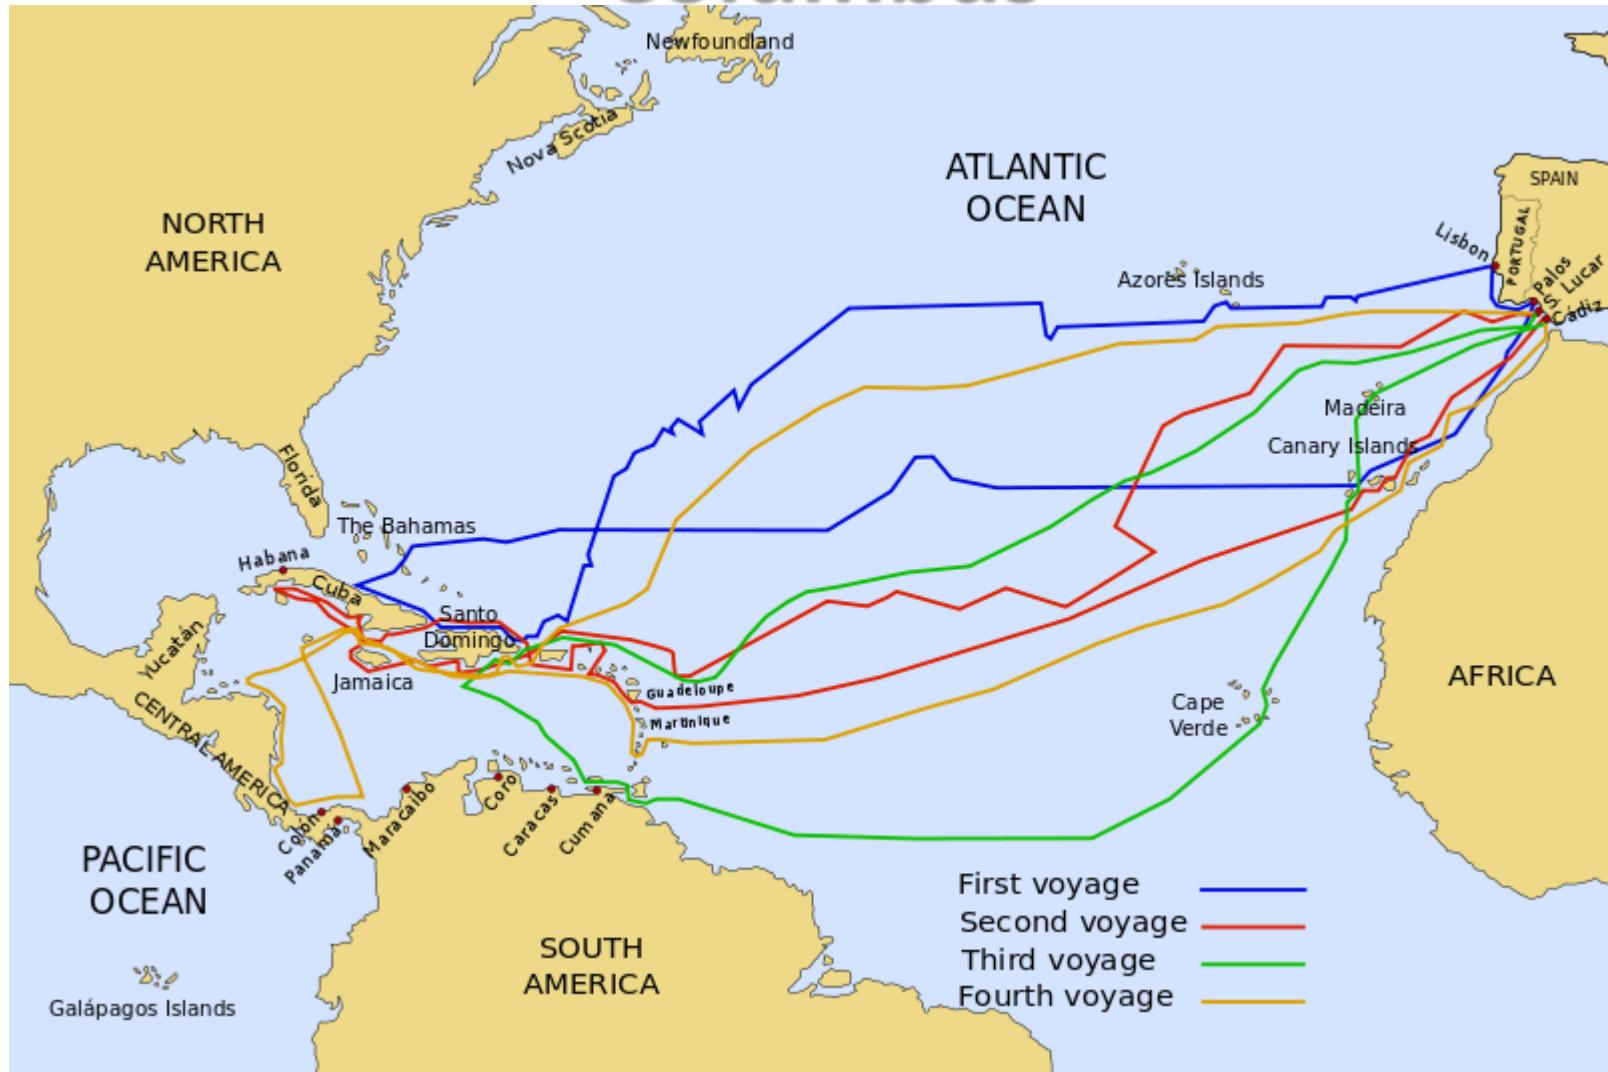 Newfoundland
Nova Scotia
ATLANTIC
OCEAN
SPAIN
PORTUGAL
Lisbon
Palos
S. Lucar
Cádiz
NORTH
AMERICA
Azores Islands
Madeira
Canary Islands
Florida
The Bahamas
Habana
Cuba
Santo
Domingo
Yucatán
Jamaica
Guadeloupe
Martinique
CENTRAL AMERICA
AFRICA
Cape
Verde
Colón
Panamá
Maracaibo
Coro
Caracas
Cumana
PACIFIC
OCEAN
First voyage
Second voyage
Third voyage
Fourth voyage
SOUTH
AMERICA
Galápagos Islands